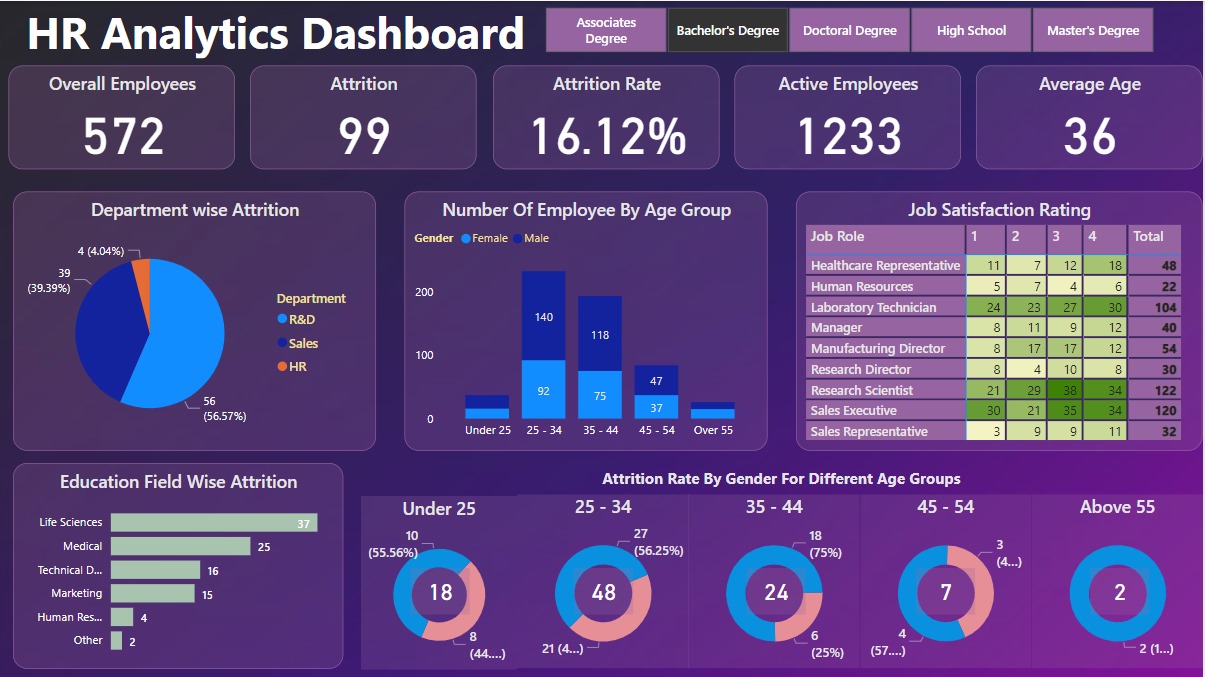 HR Analytics Dashboard
Associates
Degree
Bachelor's Degree
Doctoral Degree
High School
Master's Degree
Overall Employees
572
Attrition
99
Attrition Rate
16.12%
Active Employees
1233
Average Age
36
Department wise Attrition
4 (4.04%)
39
(39.39%)
56
(56.57%)
Department
R&D
Sales
HR
Number Of Employee By Age Group
Gender Female Male
200
100
0
140
92
118
75
47
37
Under 25 25 - 34 35 - 44 45 - 54 Over 55
Job Satisfaction Rating
Job Role 1 2 3 4 Total
Healthcare Representative 11 7 12 18 48
Human Resources 5 7 4 6 22
Laboratory Technician 24 23 27 30 104
Manager 8 11 9 12 40
Manufacturing Director 8 17 17 12 54
Research Director 8 4 10 8 30
Research Scientist 21 29 38 34 122
Sales Executive 30 21 35 34 120
Sales Representative 3 9 9 11 32
Education Field Wise Attrition
Life Sciences 37
Medical 25
Technical D... 16
Marketing 15
Human Res... 4
Other 2
Attrition Rate By Gender For Different Age Groups
Under 25
10
(55.56%)
18
8
(44....)
25 - 34
27
(56.25%)
48
21 (4...)
35 - 44
18
(75%)
24
6
(25%)
45 - 54
3
(4...)
7
4
(57....)
Above 55
2
2 (1...)